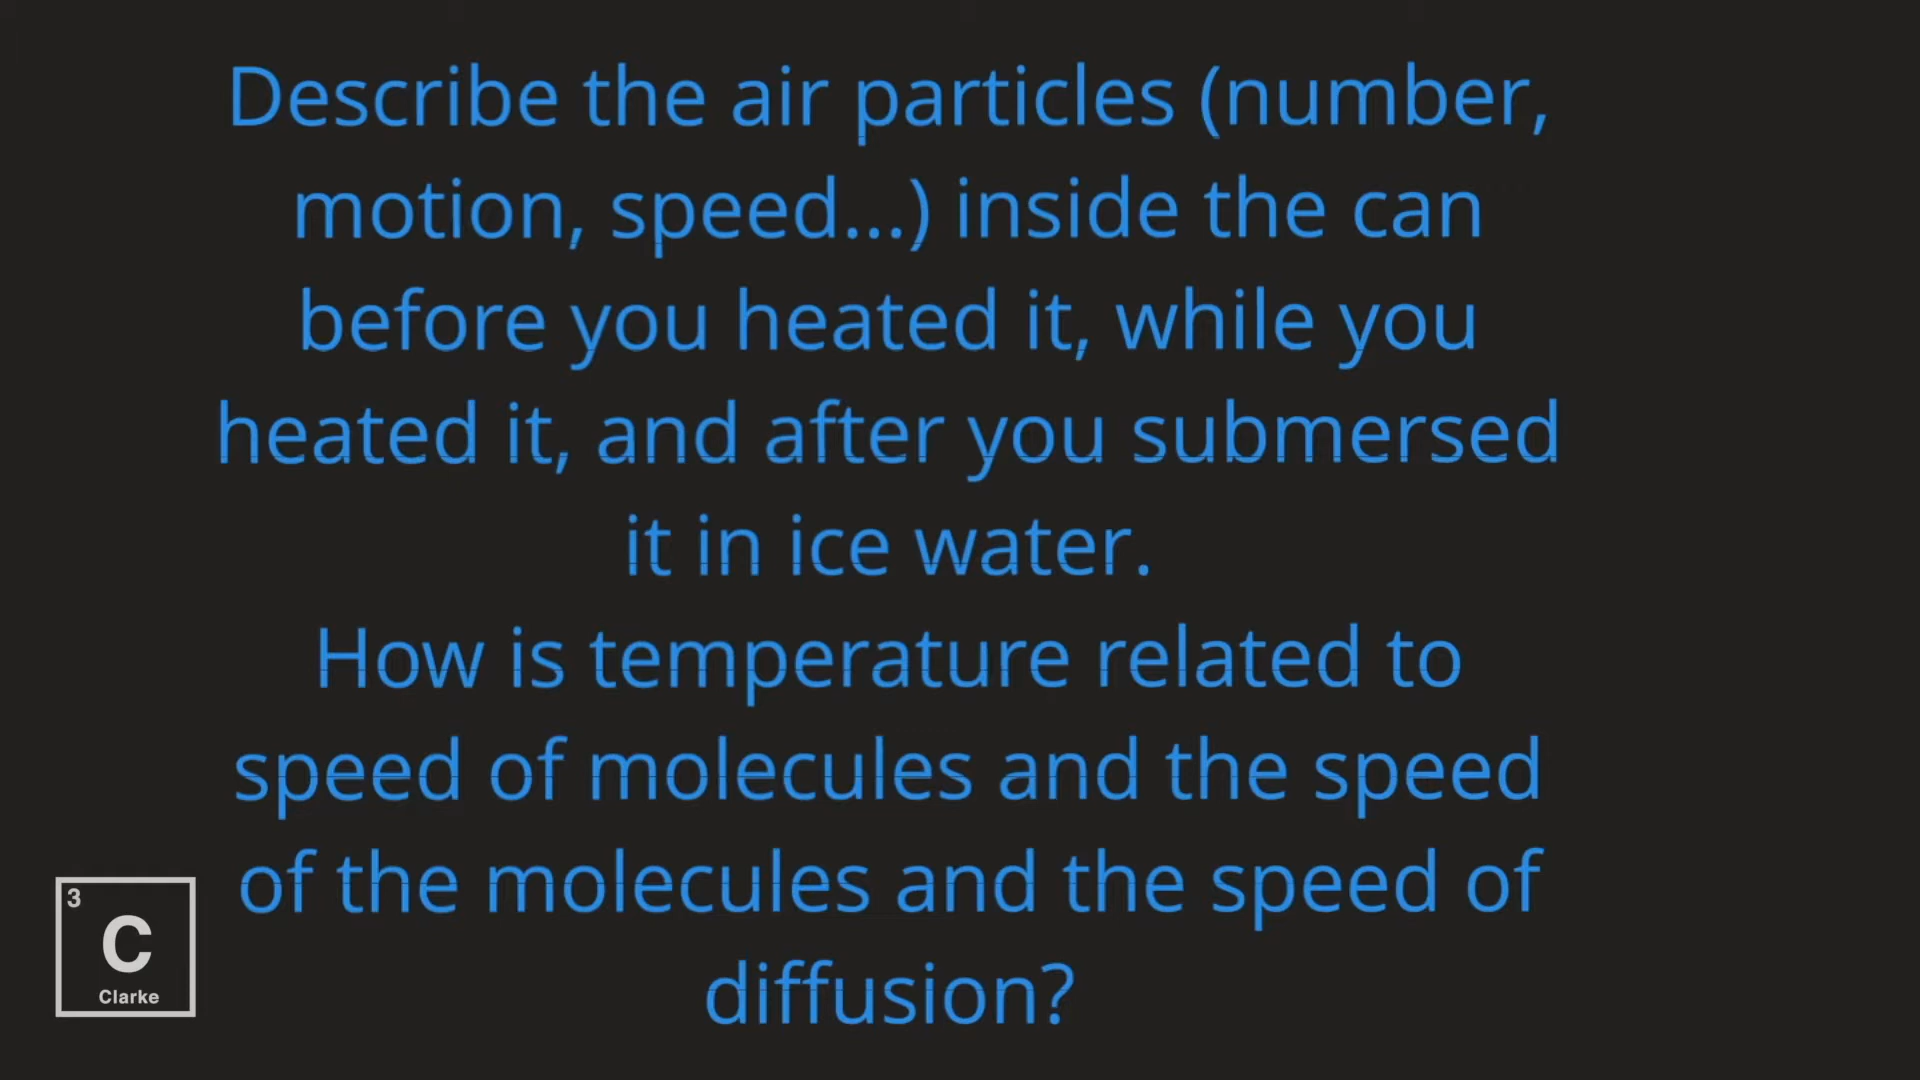 Describe the air particles (number,
motion, speed...) inside the can
before you heated it, while you
heated it, and after you submersed
it in ice water.
How is temperature related to
speed of molecules and the speed
of the molecules and the speed of
diffusion?
3
C
Clarke